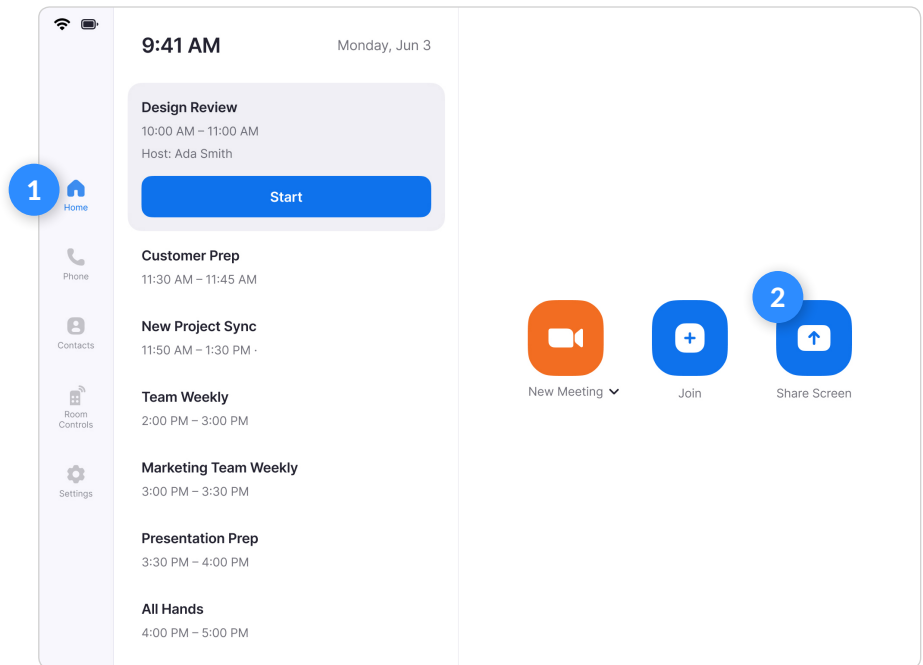 9:41 AM
Monday, Jun 3
1
Home
Phone
Contacts
Room
Controls
Settings
Design Review
10:00 AM – 11:00 AM
Host: Ada Smith
Start
Customer Prep
11:30 AM – 11:45 AM
New Project Sync
11:50 AM – 1:30 PM ·
Team Weekly
2:00 PM – 3:00 PM
Marketing Team Weekly
3:00 PM – 3:30 PM
Presentation Prep
3:30 PM – 4:00 PM
All Hands
4:00 PM – 5:00 PM
2
New Meeting
Join
Share Screen